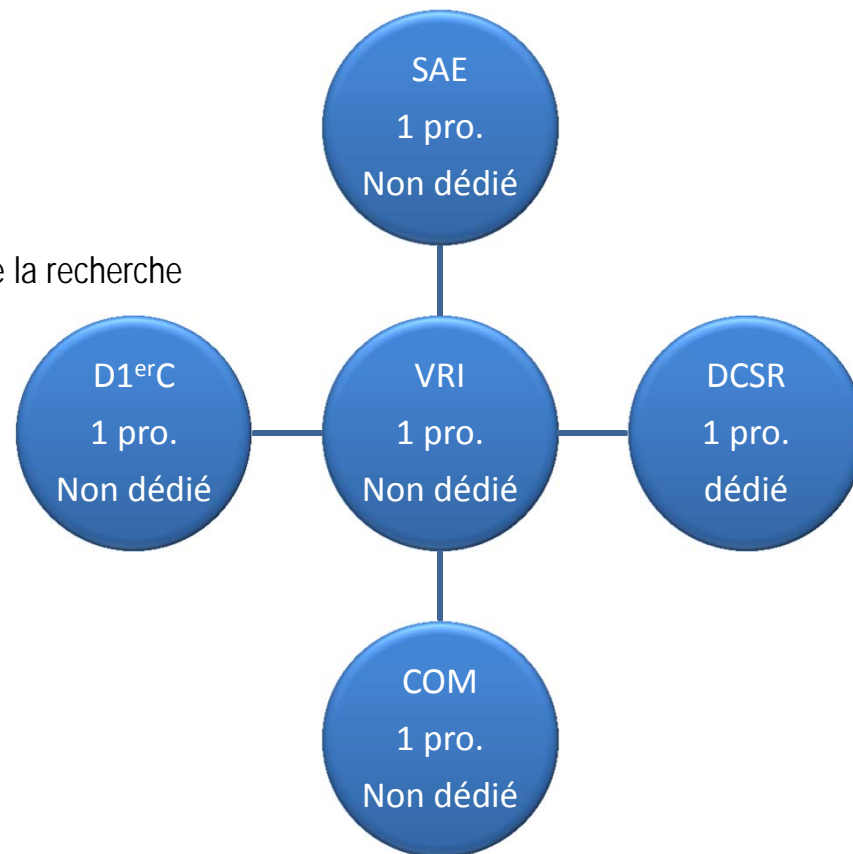 SAE
1 pro.
Non dédié
la recherche
D1erC
1 pro.
Non dédié
VRI
1 pro.
Non dédié
DCSR
1 pro.
dédié
COM
1 pro.
Non dédié